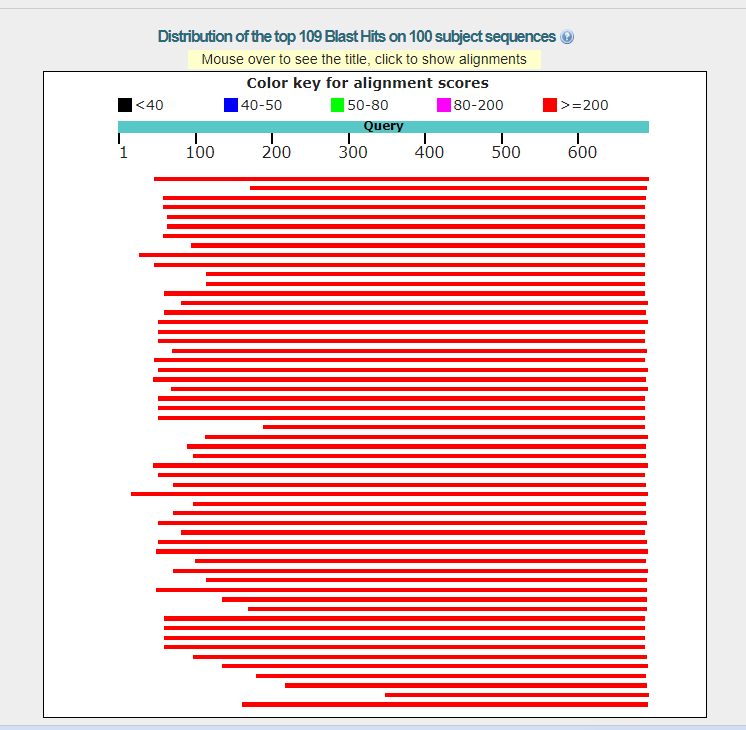 Distribution of the top 109 Blast Hits on 100 subject sequences
Mouse over to see the title, click to show alignments
Color key for alignment scores
<40 40-50 50-80 80-200 >=200
Query
1 100 200 300 400 500 600